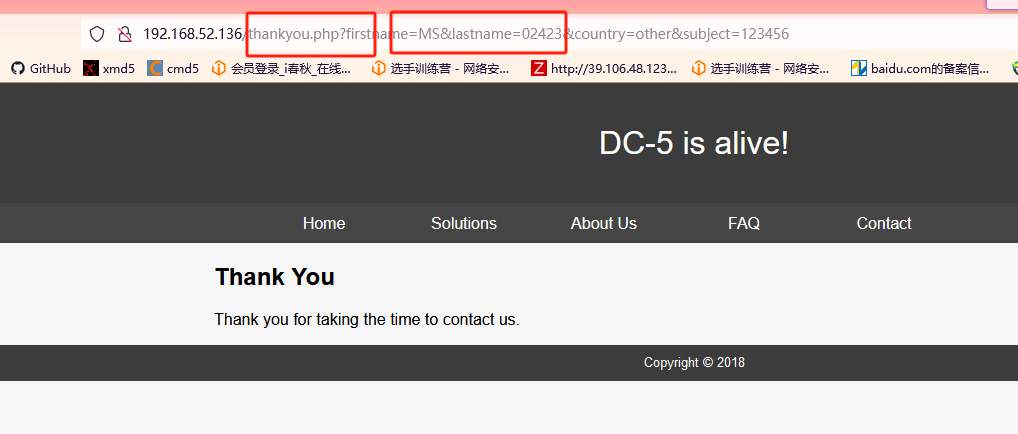 192.168.52.136/thankyou.php?firstname=MS&lastname=02423&country=other&subject=123456
GitHub xmd5 cmd5 会员登录_i春秋_在线... 选手训练营 - 网络安... http://39.106.48.123... 选手训练营 - 网络安... baidu.com的备案信...
DC-5 is alive!
Home Solutions About Us FAQ Contact
Thank You
Thank you for taking the time to contact us.
Copyright © 2018